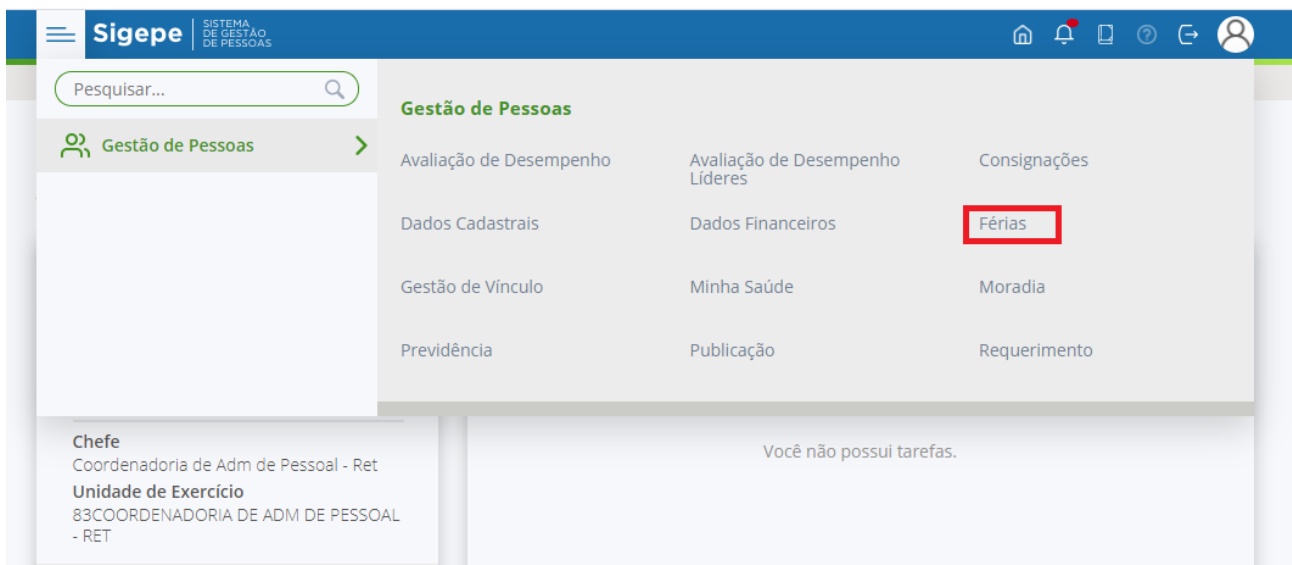 Sigepe
SISTEMA
DE GESTÃO
DE PESSOAS
Pesquisar...
Gestão de Pessoas
Gestão de Pessoas
Avaliação de Desempenho
Avaliação de Desempenho
Líderes
Consignações
Dados Cadastrais
Dados Financeiros
Férias
Gestão de Vínculo
Minha Saúde
Moradia
Previdência
Publicação
Requerimento
Chefe
Coordenadoria de Adm de Pessoal - Ret
Unidade de Exercício
83COORDENADORIA DE ADM DE PESSOAL
- RET
Você não possui tarefas.